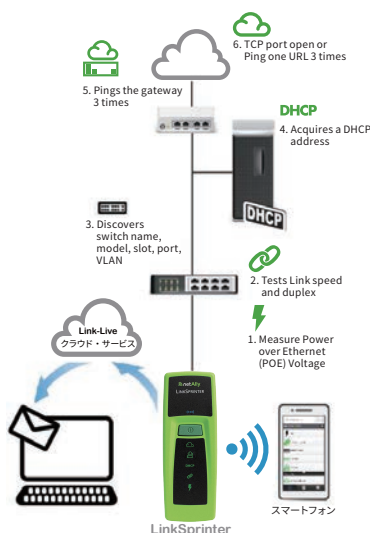 6. TCP port open or
Ping one URL 3 times
5. Pings the gateway
3 times
DHCP
4. Acquires a DHCP
address
DHCP
3. Discovers
switch name,
model, slot, port,
VLAN
2. Tests Link speed
and duplex
1. Measure Power
over Ethernet
(POE) Voltage
Link-Live
クラウド・サービス
netAlly
LINKSPRINTER
DHCP
スマートフォン
LinkSprinter